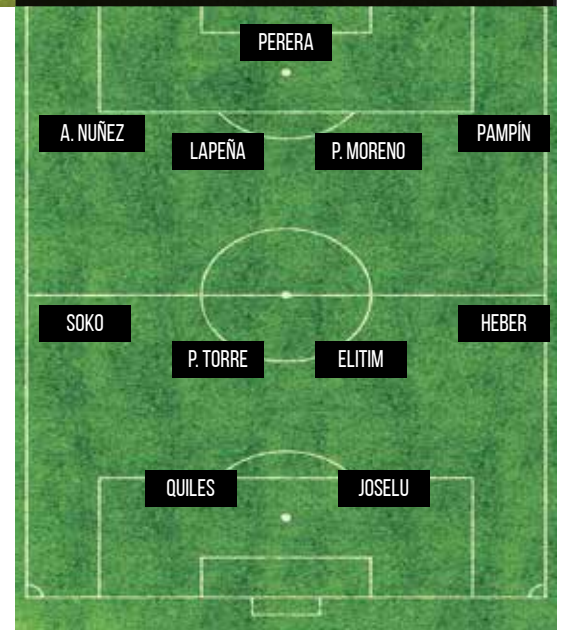 PERERA
A. NUÑEZ
LAPEÑA
P. MORENO
PAMPÍN
SOKO
P. TORRE
ELITIM
HEBER
QUILES
JOSELU